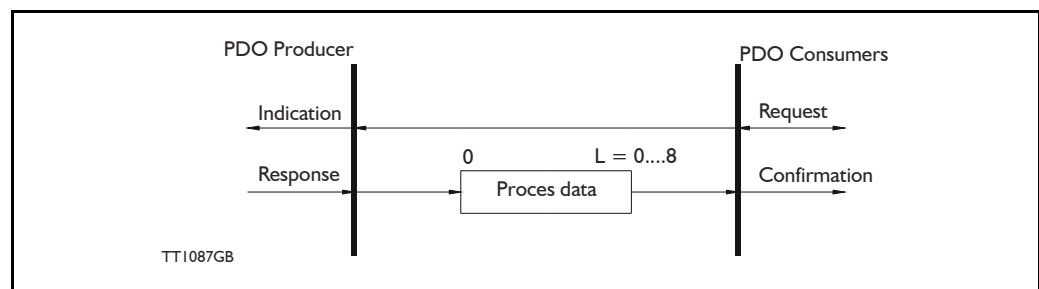 PDO Producer
PDO Consumers
Indication
Request
0
L = 0....8
Response
Proces data
Confirmation
TT1087GB